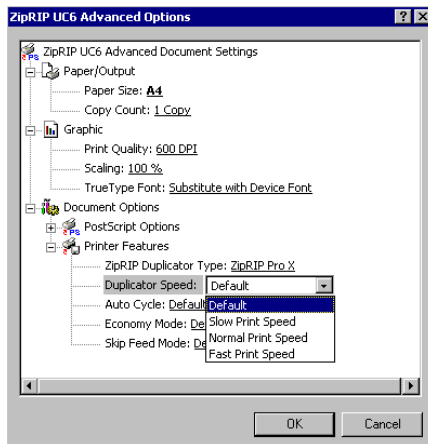 ZipRIP UC6 Advanced Options
ZipRIP UC6 Advanced Document Settings
Paper/Output
Paper Size: A4
Copy Count: 1 Copy
Graphic
Print Quality: 600 DPI
Scaling: 100 %
TrueType Font: Substitute with Device Font
Document Options
PostScript Options
Printer Features
ZipRIP Duplicator Type: ZipRIP Pro X
Duplicator Speed: Default
Auto Cycle: Default
Economy Mode: De
Skip Feed Mode: De
Default
Slow Print Speed
Normal Print Speed
Fast Print Speed
OK
Cancel